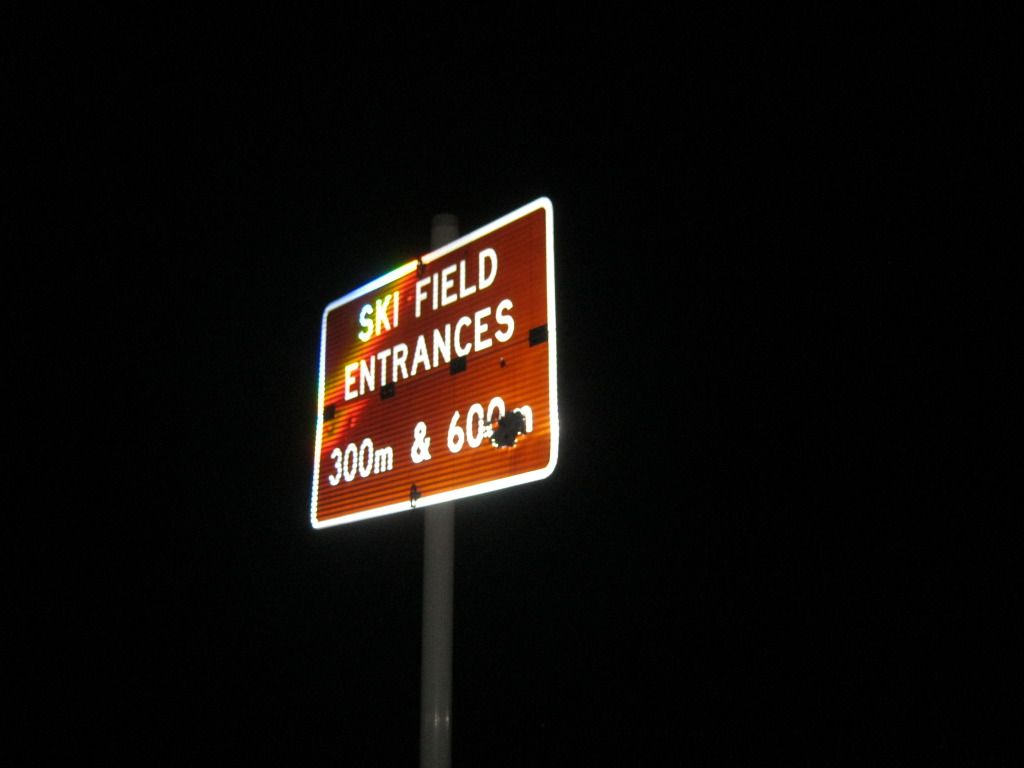 SKI FIELD
ENTRANCES
300m & 600m